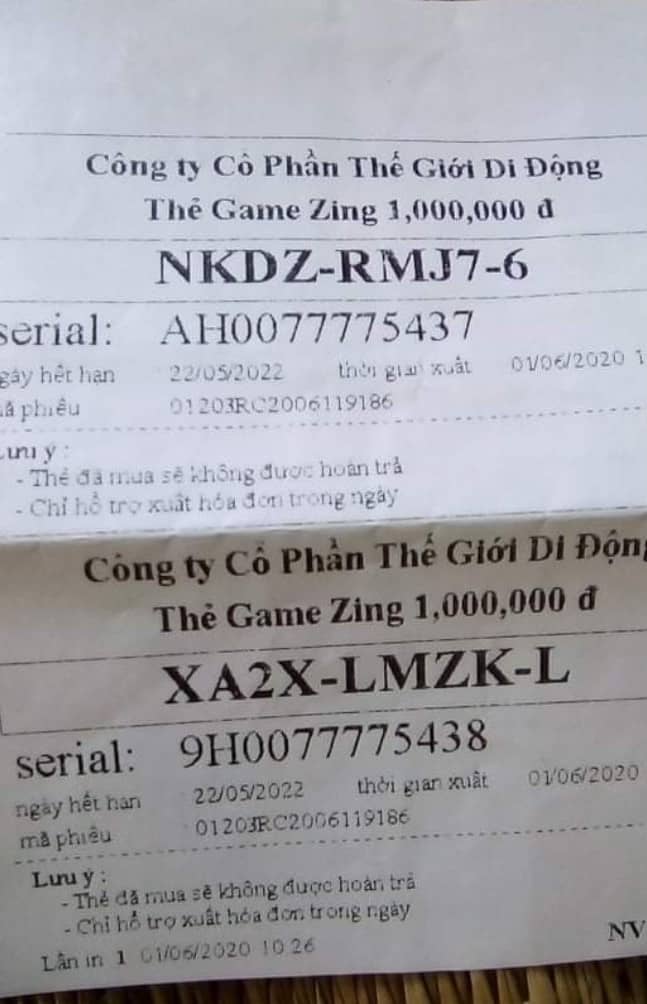 Công ty Cổ Phần Thế Giới Di Động
Thẻ Game Zing 1,000,000 đ
NKDZ-RMJ7-6
serial: AH0077775437
gày hết hạn 22/05/2022 thời gian xuất 01/06/2020 1
ã phiếu 01203RC2006119186
Lưu ý :
- Thẻ đã mua sẽ không được hoàn trả
- Chỉ hỗ trợ xuất hóa đơn trong ngày
Công ty Cổ Phần Thế Giới Di Động
Thẻ Game Zing 1,000,000 đ
XA2X-LMZK-L
serial: 9H0077775438
ngày hết hạn 22/05/2022 thời gian xuất 01/06/2020
mã phiếu 01203RC2006119186
Lưu ý :
- Thẻ đã mua sẽ không được hoàn trả
- Chỉ hỗ trợ xuất hóa đơn trong ngày
Lần in 1 01/06/2020 10:26
NV